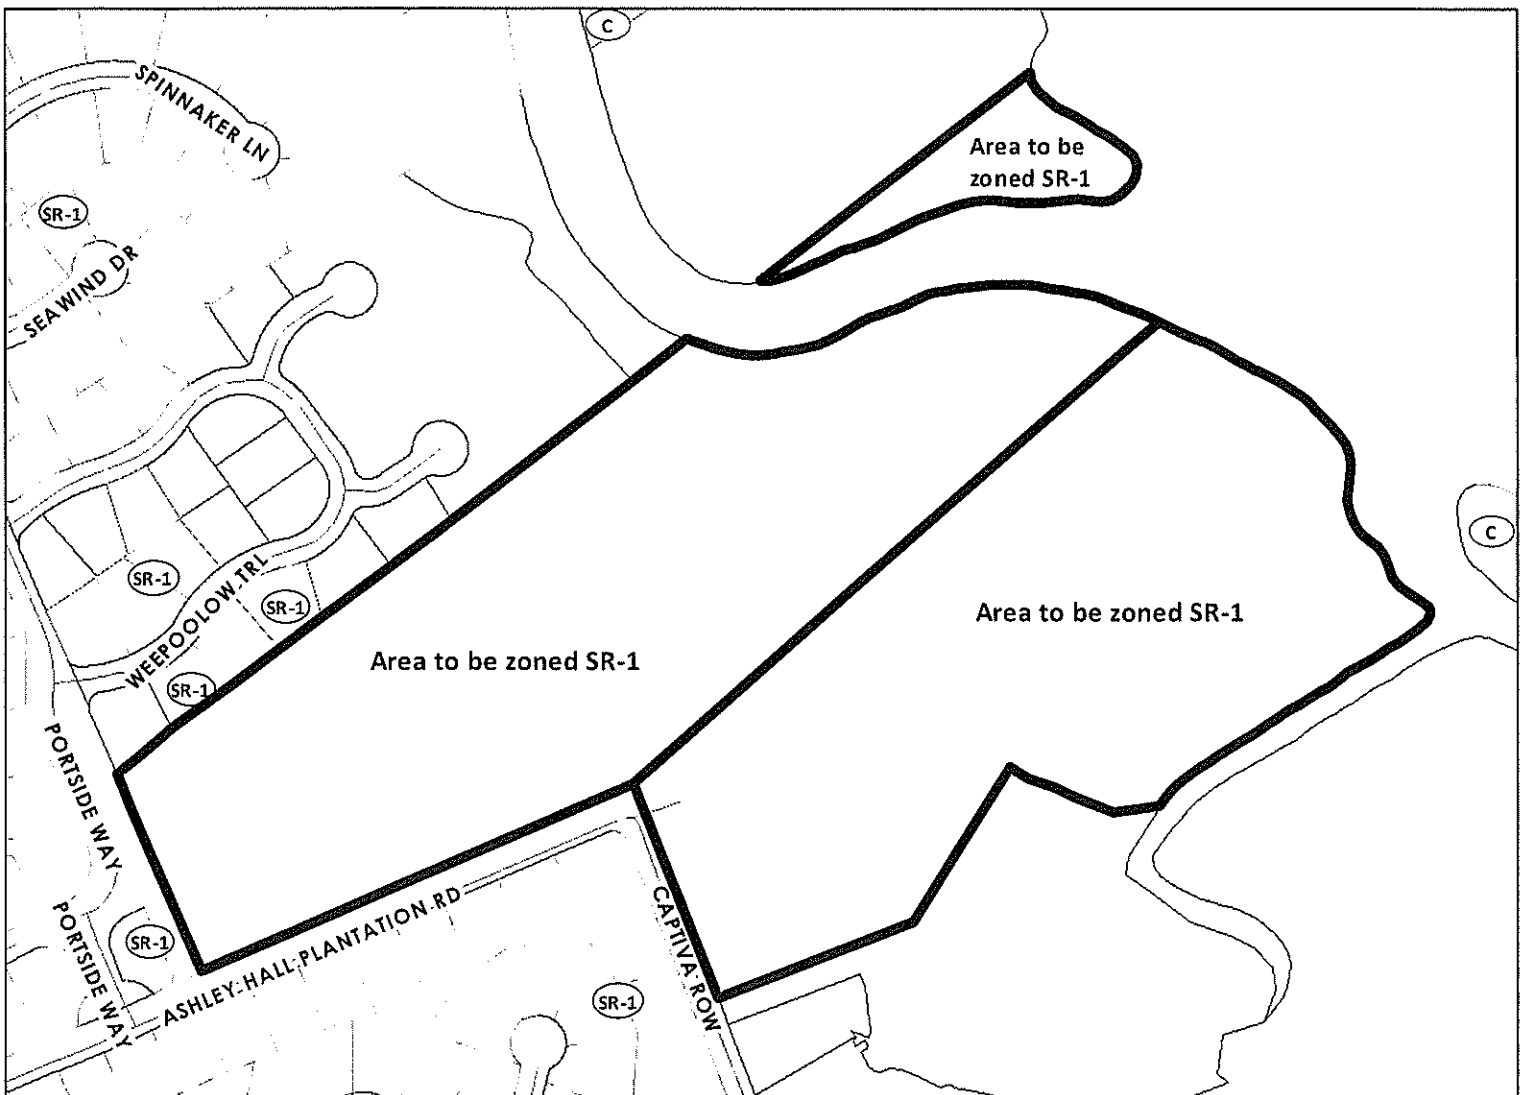 C
SPINNAKER LN
Area to be
zoned SR-1
SR-1
SEAWIND DR
C
SR-1
WEEPOOLOW TRL
SR-1
Area to be zoned SR-1
Area to be zoned SR-1
SR-1
PORTSIDE WAY
PORTSIDE WAY
SR-1
ASHLEY HALL PLANTATION RD
CAPTIVA ROW
SR-1